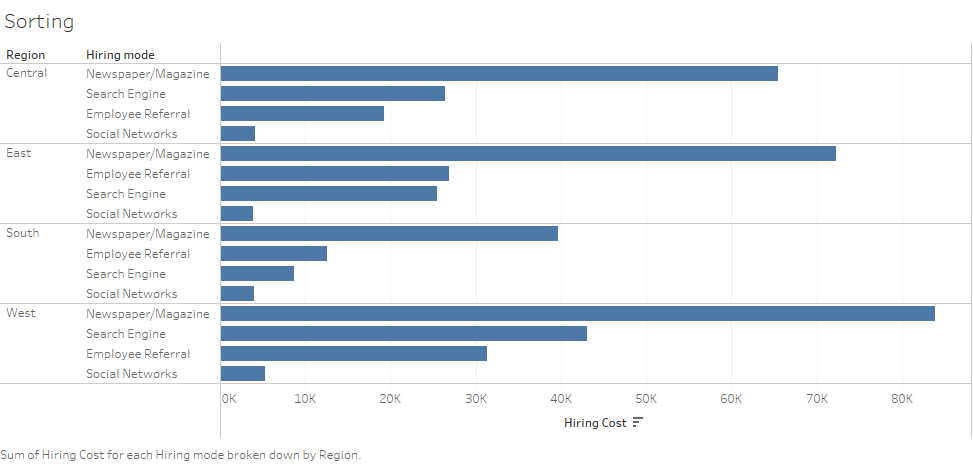 Sorting
Region Hiring mode
Central Newspaper/Magazine
Search Engine
Employee Referral
Social Networks
East Newspaper/Magazine
Employee Referral
Search Engine
Social Networks
South Newspaper/Magazine
Employee Referral
Search Engine
Social Networks
West Newspaper/Magazine
Search Engine
Employee Referral
Social Networks
0K 10K 20K 30K 40K 50K 60K 70K 80K
Hiring Cost
Sum of Hiring Cost for each Hiring mode broken down by Region.